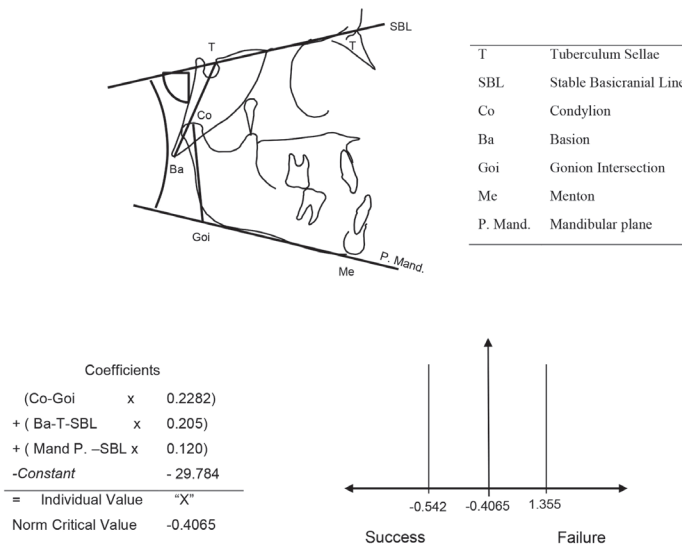 SBL
T
T
Co
Ba
Goi
Me
P. Mand.
T Tuberculum Sellae
SBL Stable Basicranial Line
Co Condylion
Ba Basion
Goi Gonion Intersection
Me Menton
P. Mand. Mandibular plane
Coefficients
(Co-Goi x 0.2282)
+ ( Ba-T-SBL x 0.205)
+ ( Mand P. –SBL x 0.120)
-Constant - 29.784
= Individual Value “X”
Norm Critical Value -0.4065
-0.542 -0.4065 1.355
Success Failure